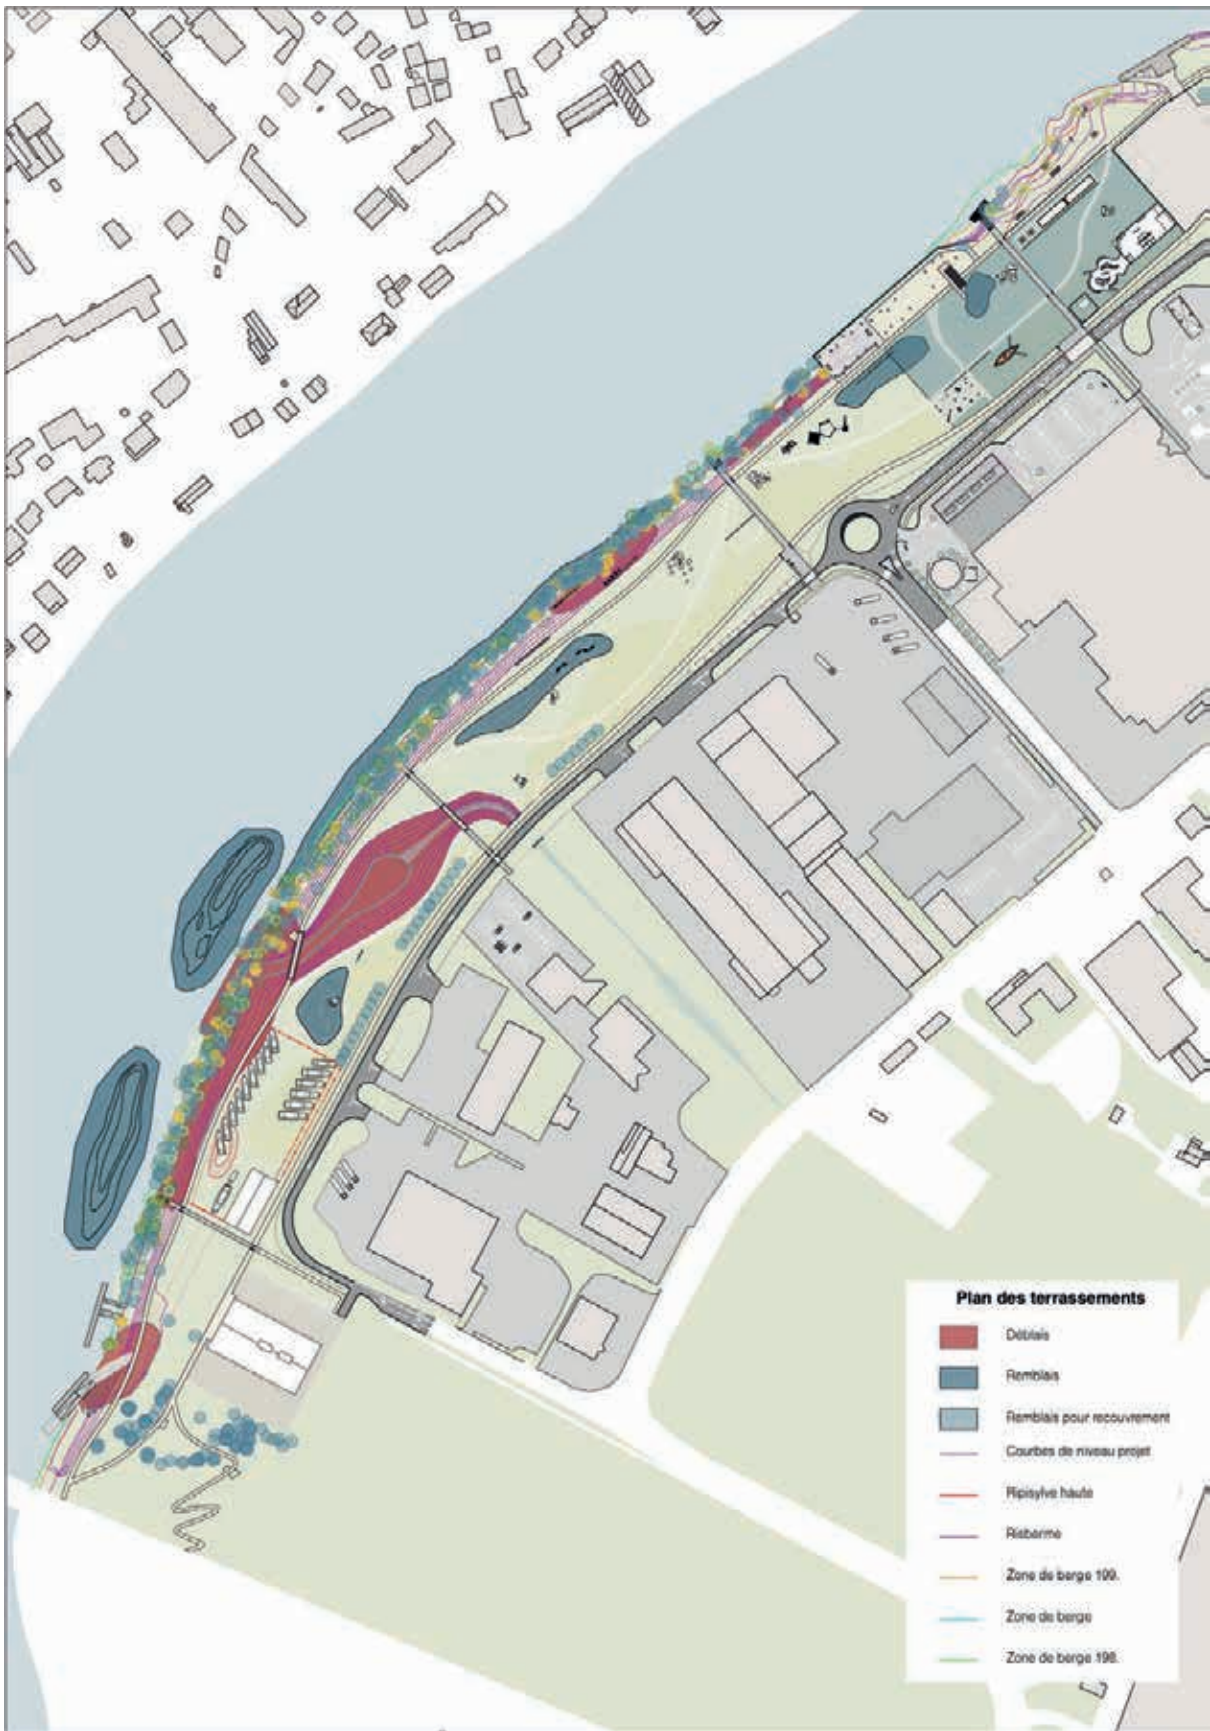 Plan des terrassements
Déblais
Remblais
Remblais pour recouvrement
Courbes de niveau projet
Ripisylve haute
Risberme
Zone de berge 199.
Zone de berge
Zone de berge 198.